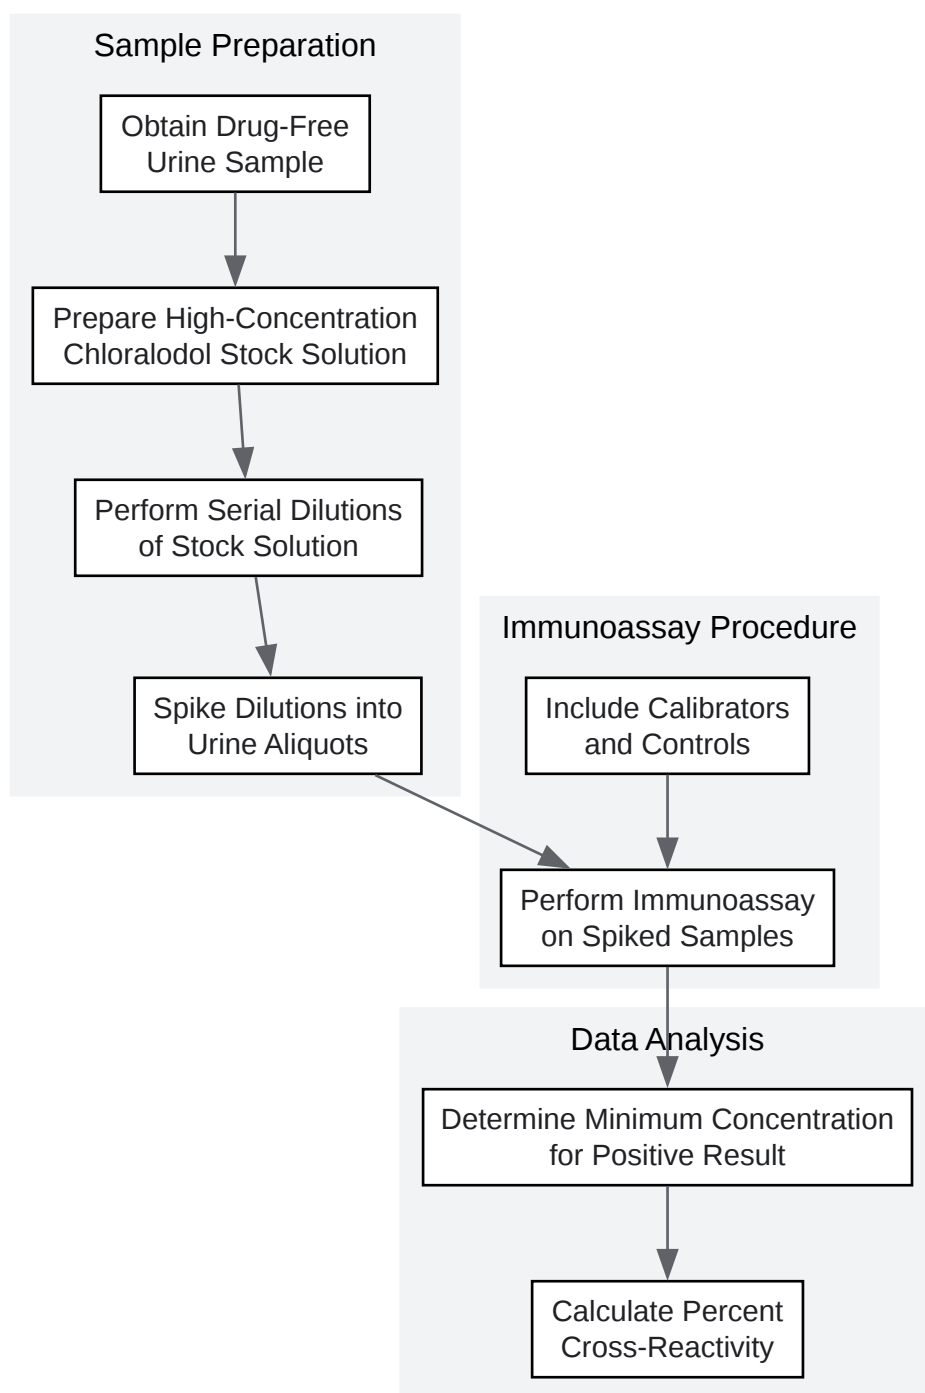 Sample Preparation
Obtain Drug-Free
Urine Sample
Prepare High-Concentration
Chloralodol Stock Solution
Perform Serial Dilutions
of Stock Solution
Spike Dilutions into
Urine Aliquots
Immunoassay Procedure
Include Calibrators
and Controls
Perform Immunoassay
on Spiked Samples
Data Analysis
Determine Minimum Concentration
for Positive Result
Calculate Percent
Cross-Reactivity